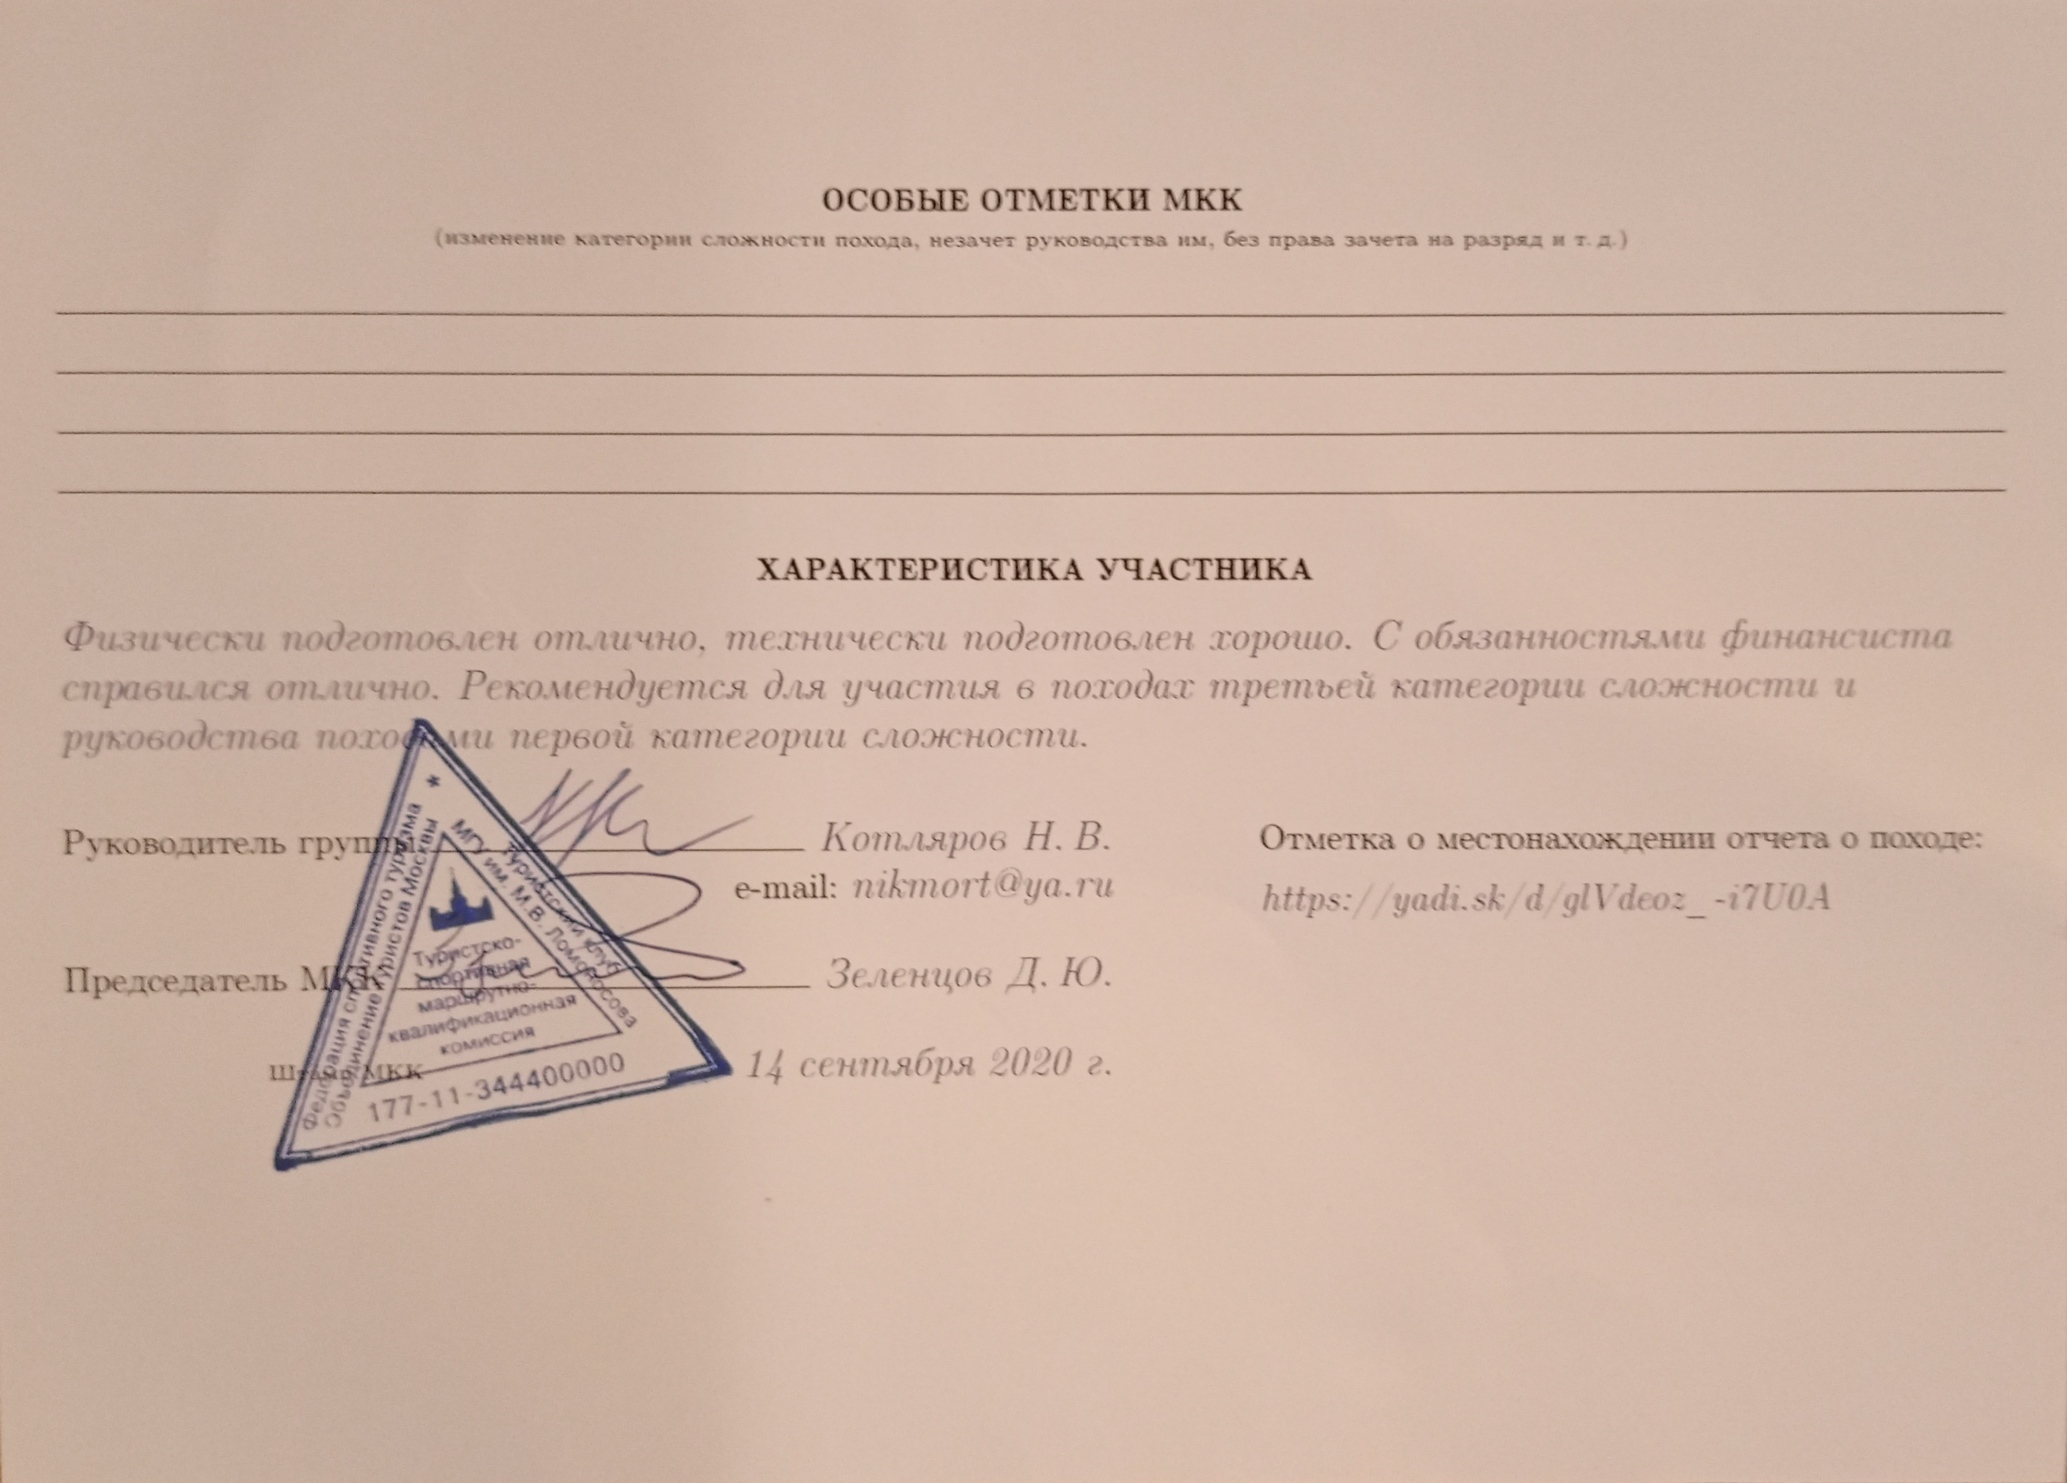 ОСОБЫЕ ОТМЕТКИ МКК
(изменение категории сложности похода, незачет руководства им, без права зачета на разряд и т. д.)
ХАРАКТЕРИСТИКА УЧАСТНИКА
Физически подготовлен отлично, технически подготовлен хорошо. С обязанностями финансиста
справился отлично. Рекомендуется для участия в походах третьей категории сложности и
руководства походами первой категории сложности.
Руководитель группы Котляров Н. В.
e-mail: nikmort@ya.ru
Отметка о местонахождении отчета о походе:
https://yadi.sk/d/glVdeoz_-i7U0A
Председатель МКК Зеленцов Д. Ю.
Штамп МКК
14 сентября 2020 г.
Федерация спортивного туризма
Объединение туристов Москвы
*
Туристский клуб
МГУ им. М.В. Ломоносова
Туристско-
спортивная
маршрутно-
квалификационная
комиссия
177-11-344400000